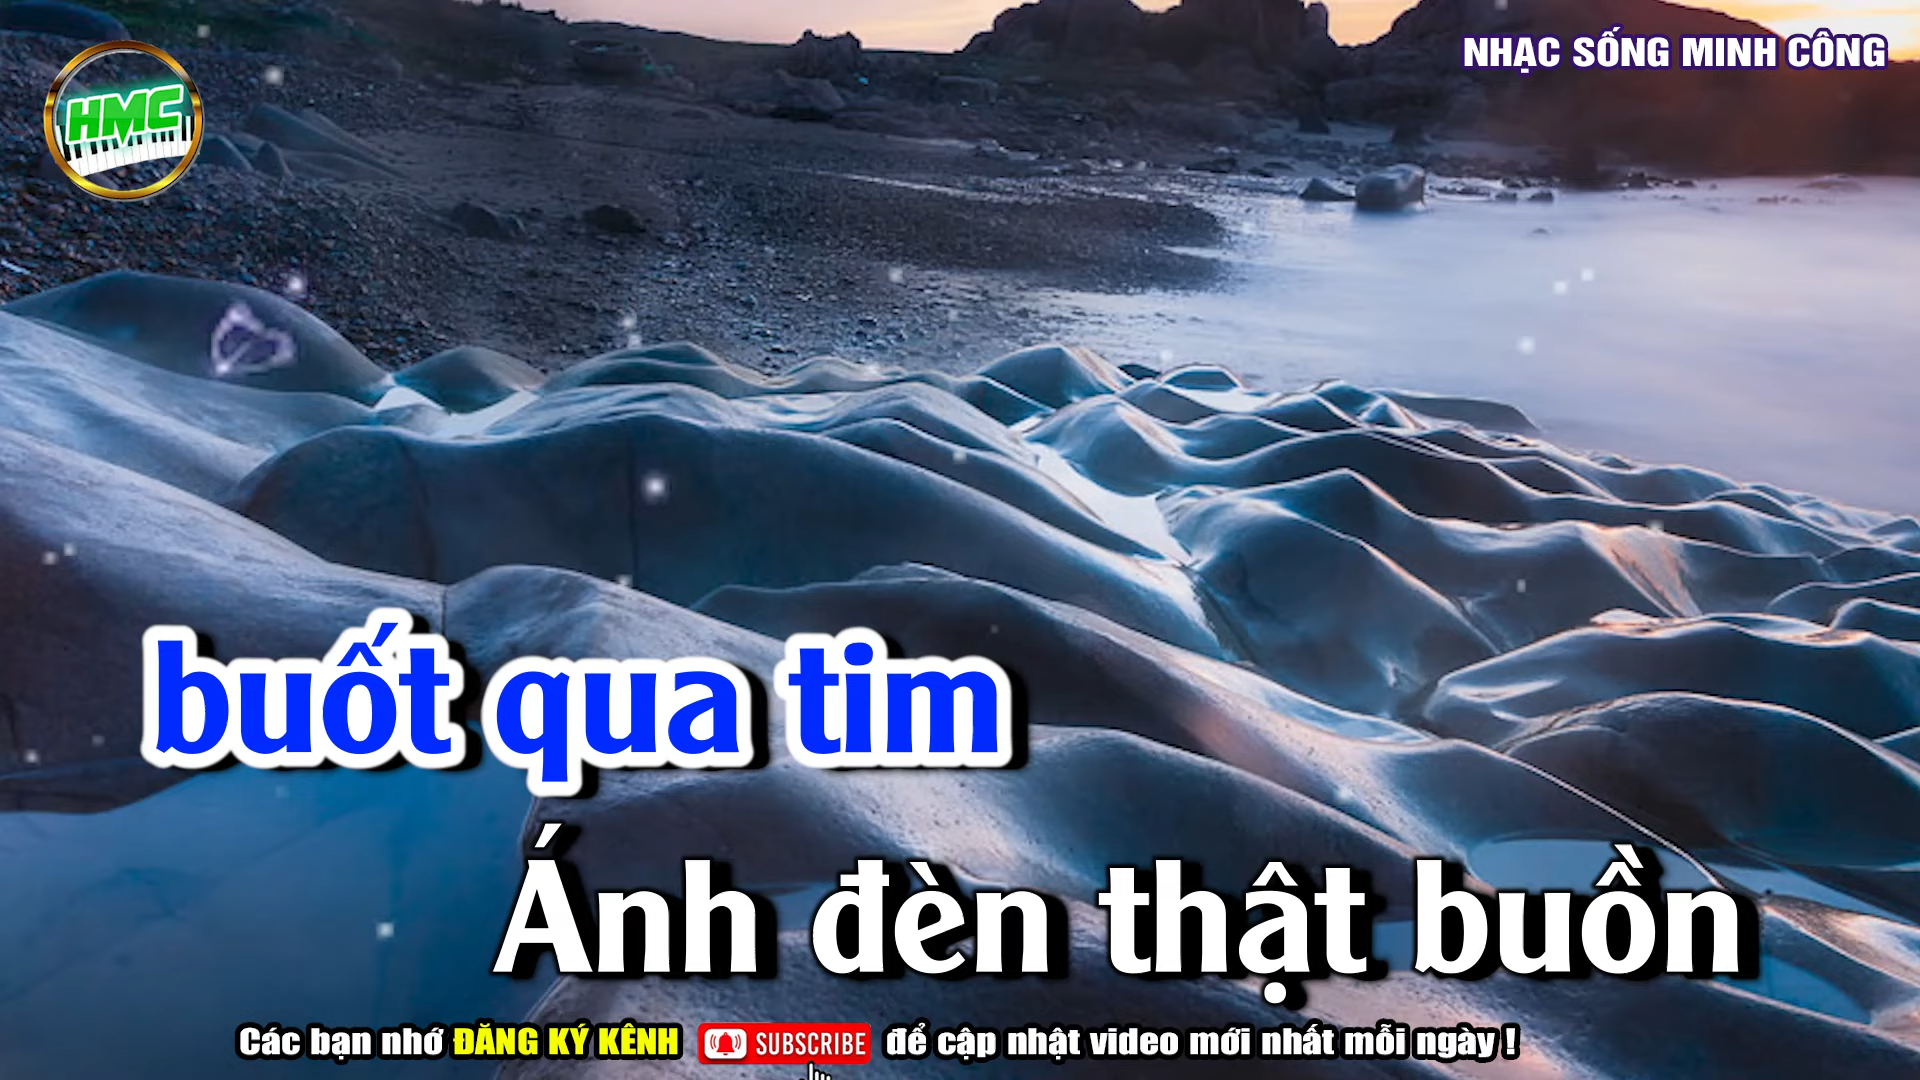 NHẠC SỐNG MINH CÔNG
HMC
buốt qua tim
Ánh đèn thật buồn
Các bạn nhớ ĐĂNG KÝ KÊNH SUBSCRIBE để cập nhật video mới nhất mỗi ngày !